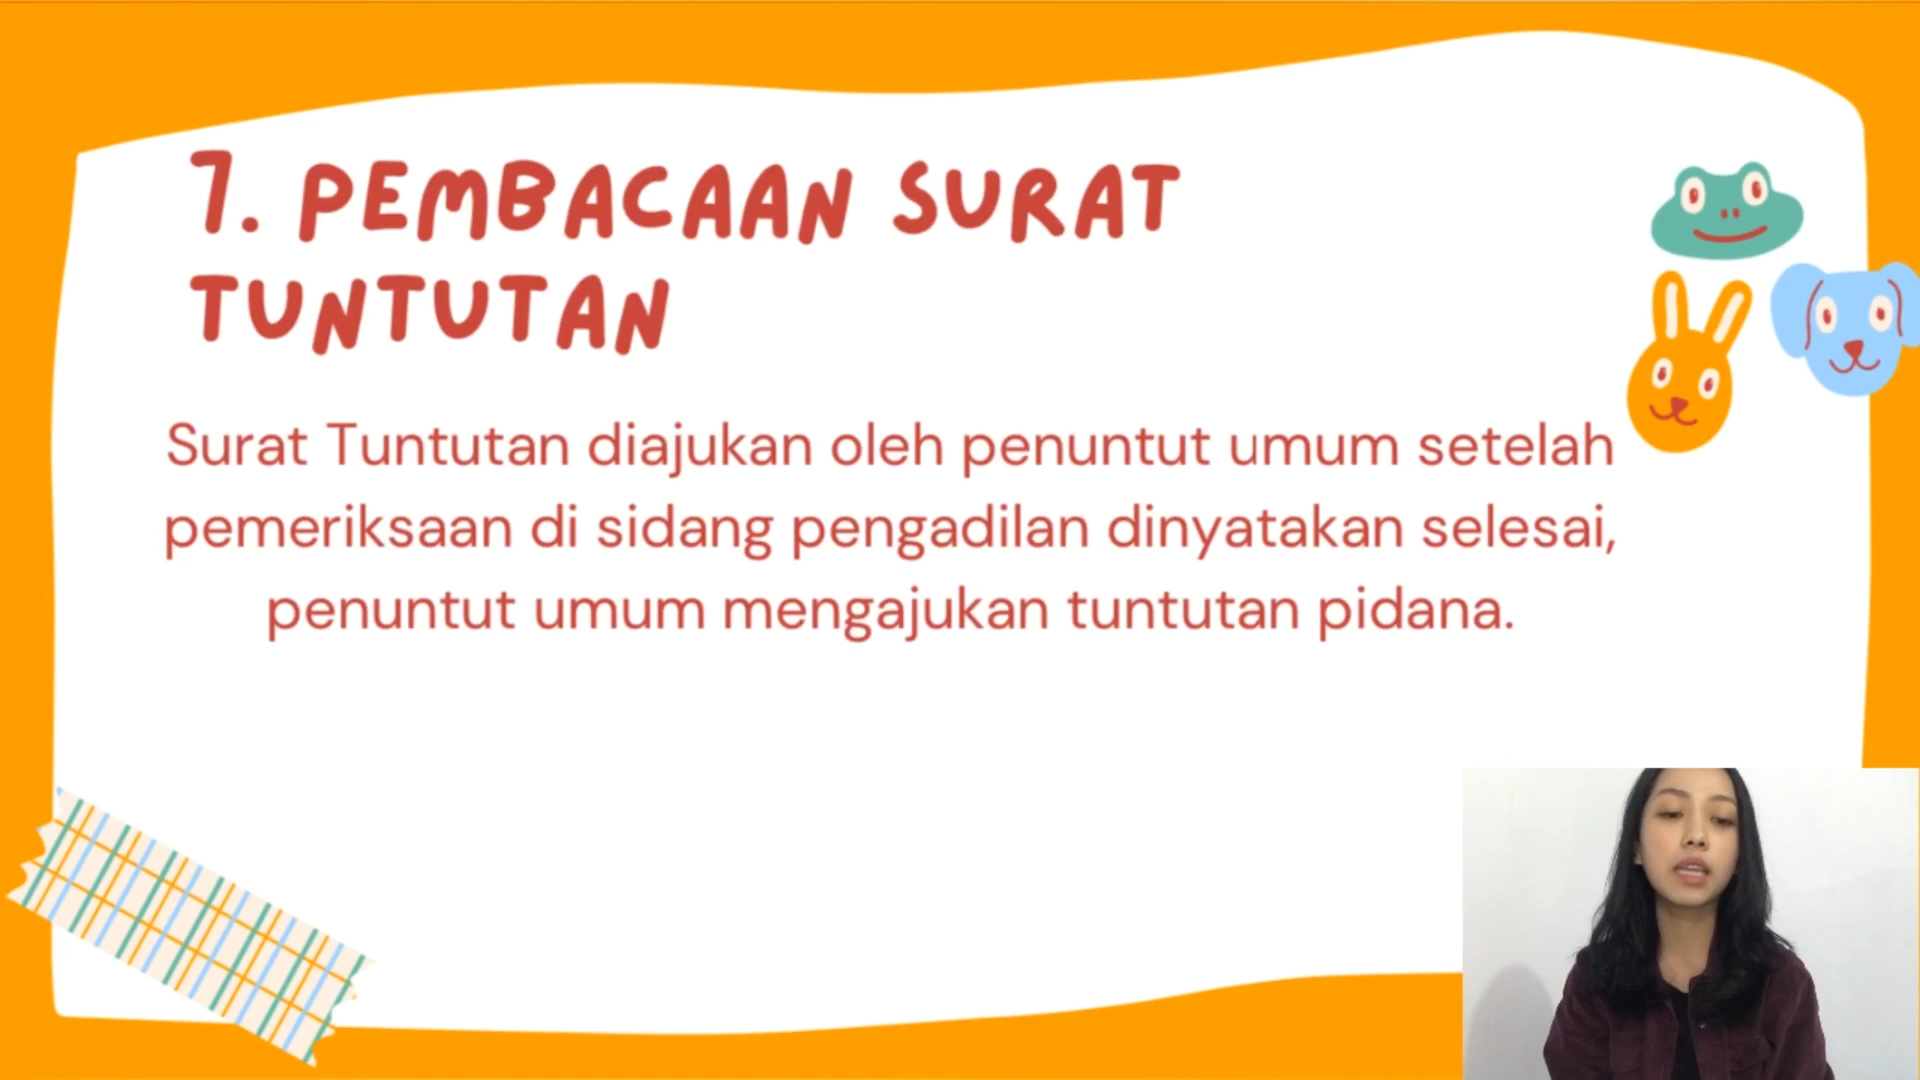 7. PEMBACAAN SURAT
TUNTUTAN
Surat Tuntutan diajukan oleh penuntut umum setelah
pemeriksaan di sidang pengadilan dinyatakan selesai,
penuntut umum mengajukan tuntutan pidana.